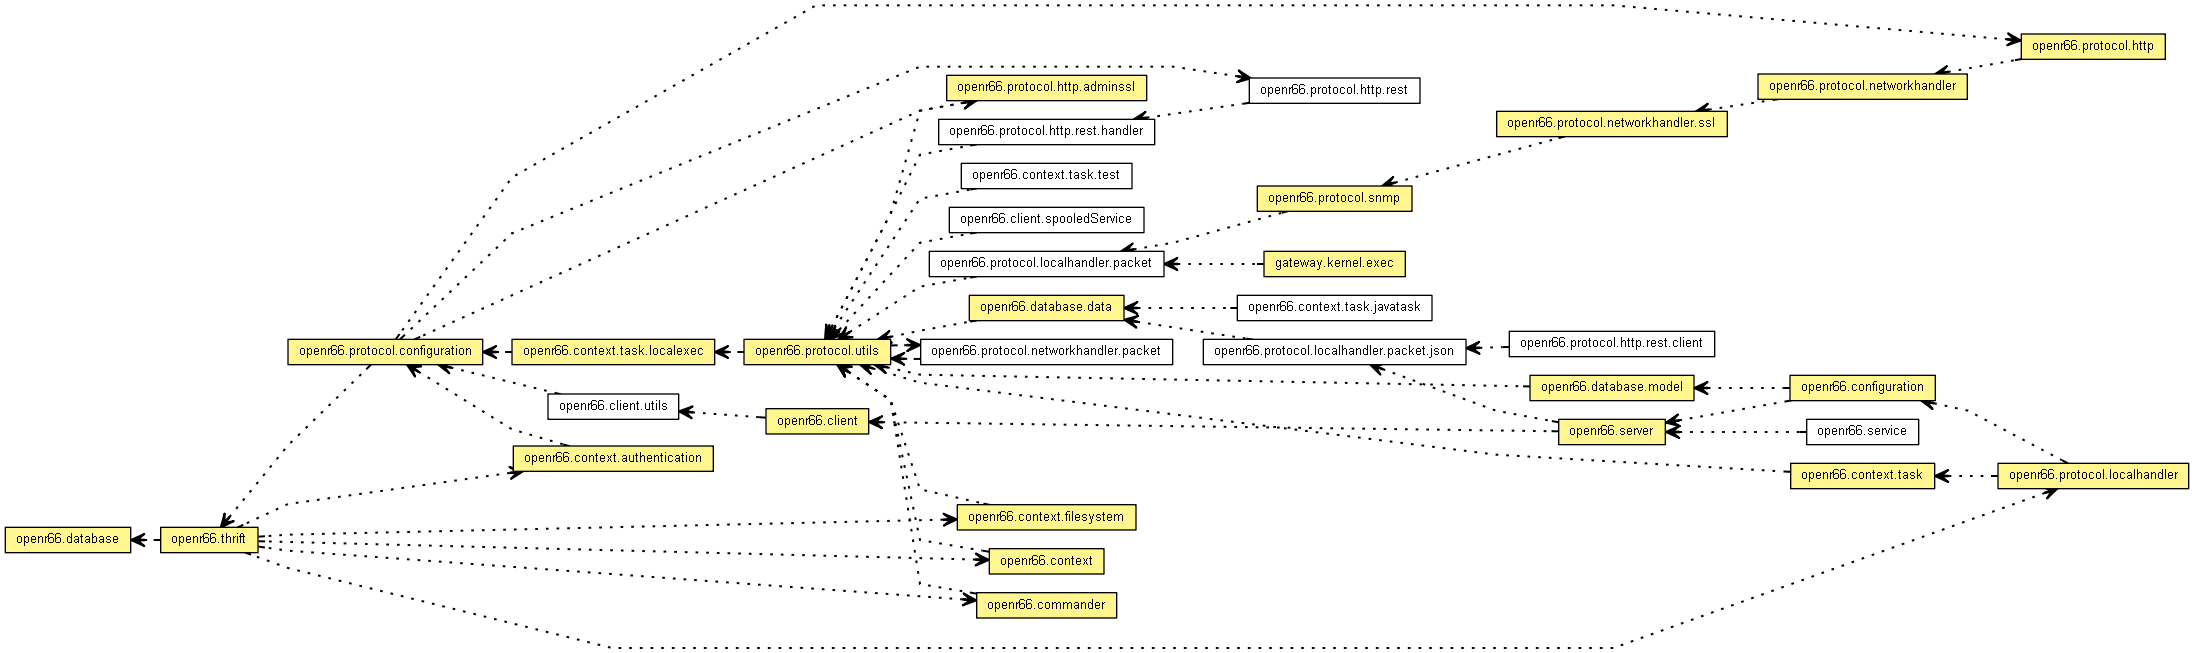 openr66.protocol.http
openr66.protocol.http.adminssl
openr66.protocol.http.rest
openr66.protocol.networkhandler
openr66.protocol.http.rest.handler
openr66.protocol.networkhandler.ssl
openr66.context.task.test
openr66.protocol.snmp
openr66.client.spooledService
openr66.protocol.localhandler.packet
gateway.kernel.exec
openr66.database.data
openr66.context.task.javatask
openr66.protocol.configuration
openr66.context.task.localexec
openr66.protocol.utils
openr66.protocol.networkhandler.packet
openr66.protocol.localhandler.packet.json
openr66.protocol.http.rest.client
openr66.database.model
openr66.configuration
openr66.client.utils
openr66.client
openr66.server
openr66.service
openr66.context.authentication
openr66.context.task
openr66.protocol.localhandler
openr66.context.filesystem
openr66.database
openr66.thrift
openr66.context
openr66.commander